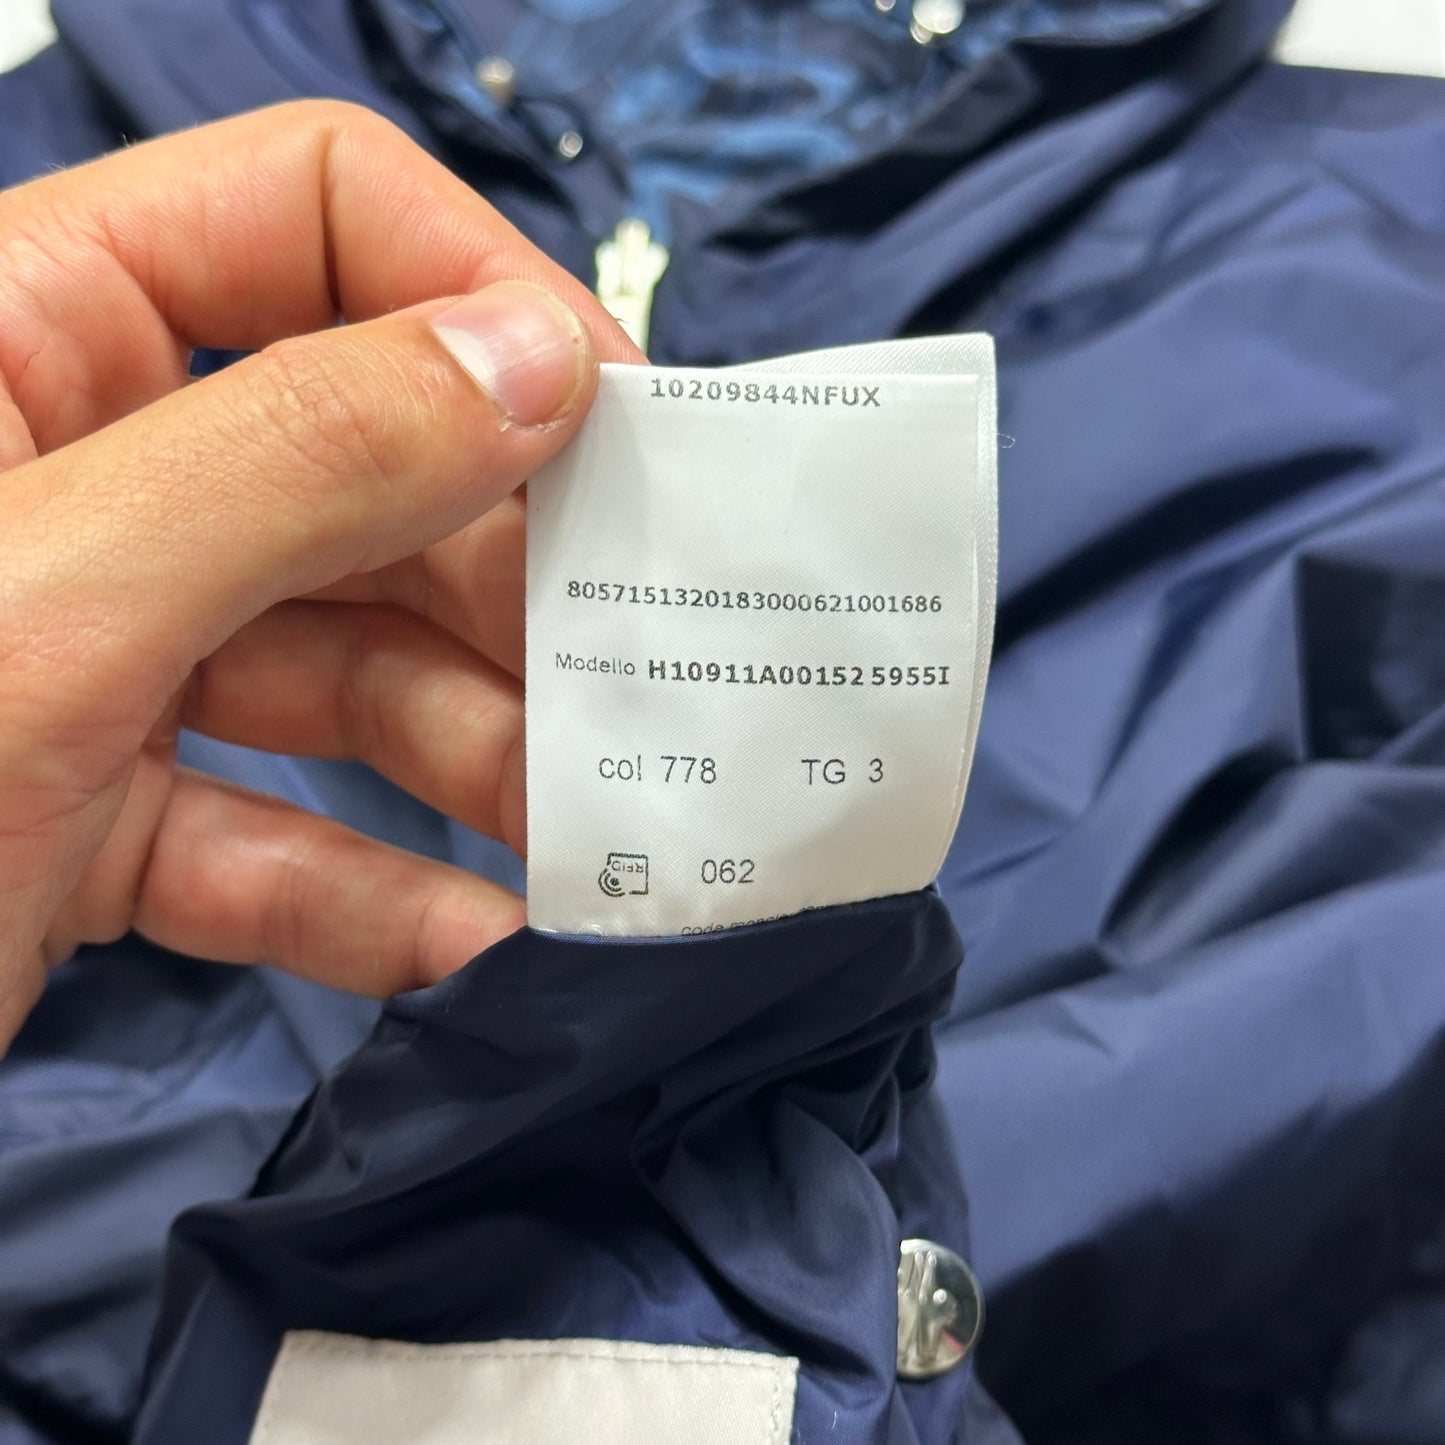 10209844NFUX
8057151320183000621001686
Modello H10911A00152 5955I
col 778 TG 3
RFID 062